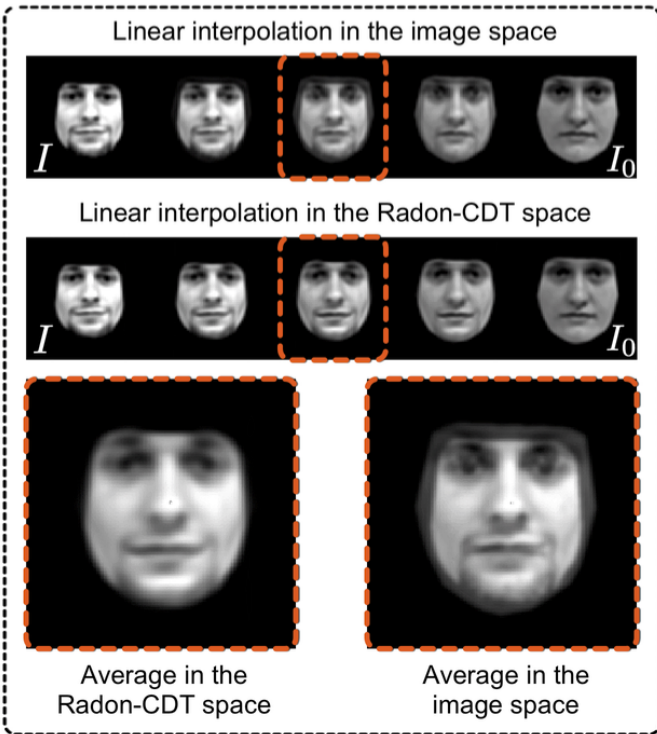 Linear interpolation in the image space
I
I₀
Linear interpolation in the Radon-CDT space
I
I₀
Average in the
Radon-CDT space
Average in the
image space